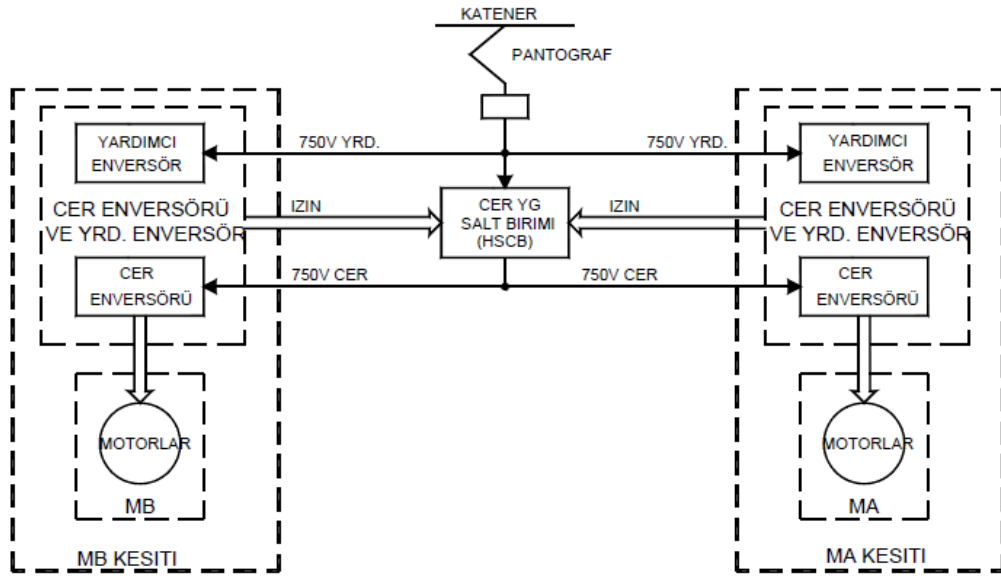 KATENER
PANTOGRAF
YARDIMCI
ENVERSÖR
750V YRD.
750V YRD.
YARDIMCI
ENVERSÖR
CER ENVERSÖRÜ
VE YRD. ENVERSÖR
IZIN
CER YG
SALT BIRIMI
(HSCB)
IZIN
CER ENVERSÖRÜ
VE YRD. ENVERSÖR
CER
ENVERSÖRÜ
750V CER
750V CER
CER
ENVERSÖRÜ
MOTORLAR
MOTORLAR
MB
MA
MB KESITI
MA KESITI